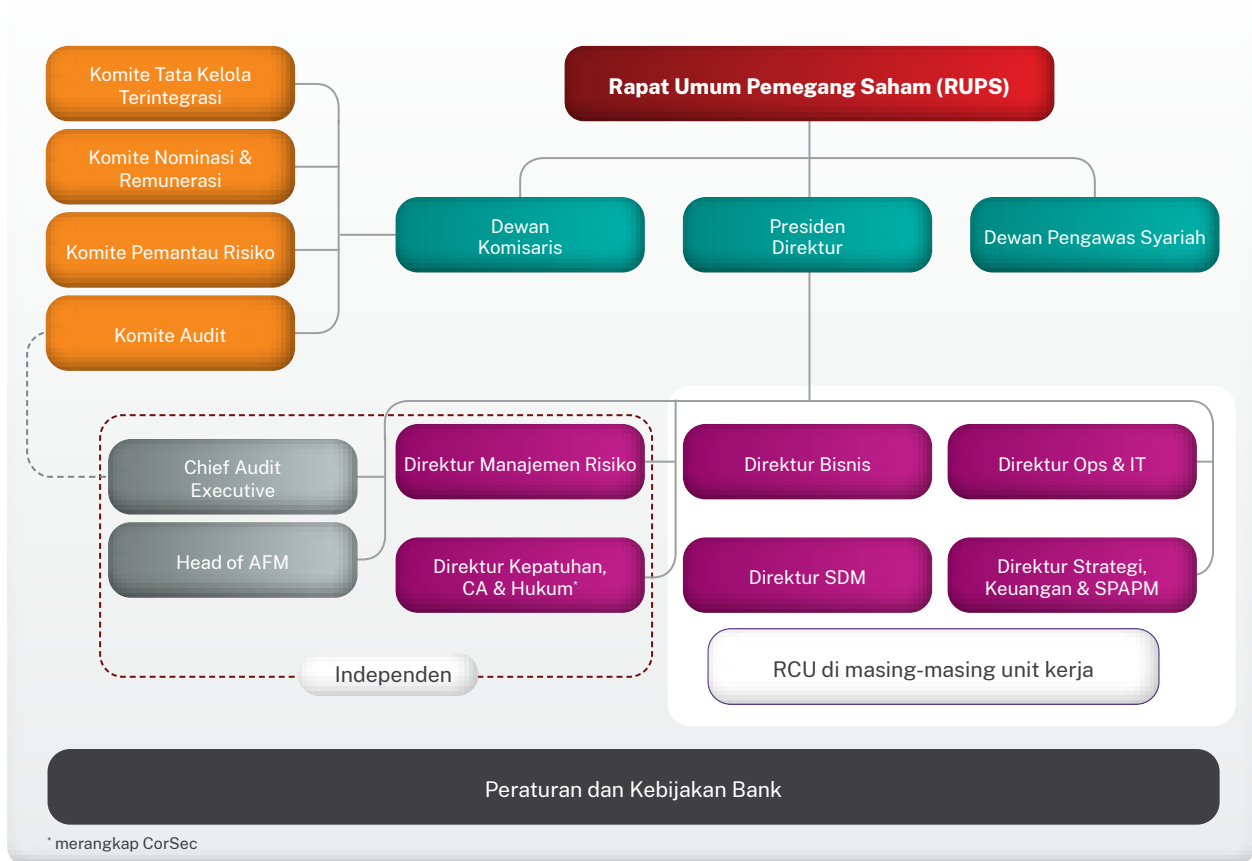 Komite Tata Kelola
Terintegrasi
Komite Nominasi &
Remunerasi
Komite Pemantau Risiko
Komite Audit
Rapat Umum Pemegang Saham (RUPS)
Dewan
Komisaris
Presiden
Direktur
Dewan Pengawas Syariah
Chief Audit
Executive
Head of AFM
Direktur Manajemen Risiko
Direktur Kepatuhan,
CA & Hukum*
Independen
Direktur Bisnis
Direktur Ops & IT
Direktur SDM
Direktur Strategi,
Keuangan & SPAPM
RCU di masing-masing unit kerja
Peraturan dan Kebijakan Bank
* merangkap CorSec